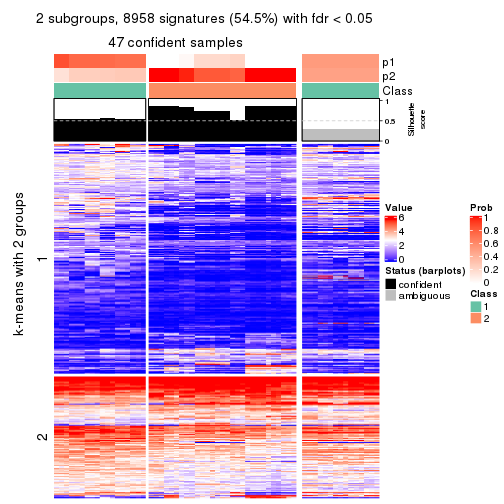 2 subgroups, 8958 signatures (54.5%) with fdr < 0.05
47 confident samples
p1
p2
Class
1
0.5
0
Silhouette
score
k-means with 2 groups
1
2
Value
6
4
2
0
Status (barplots)
confident
ambiguous
Prob
1
0.8
0.6
0.4
0.2
0
Class
1
2